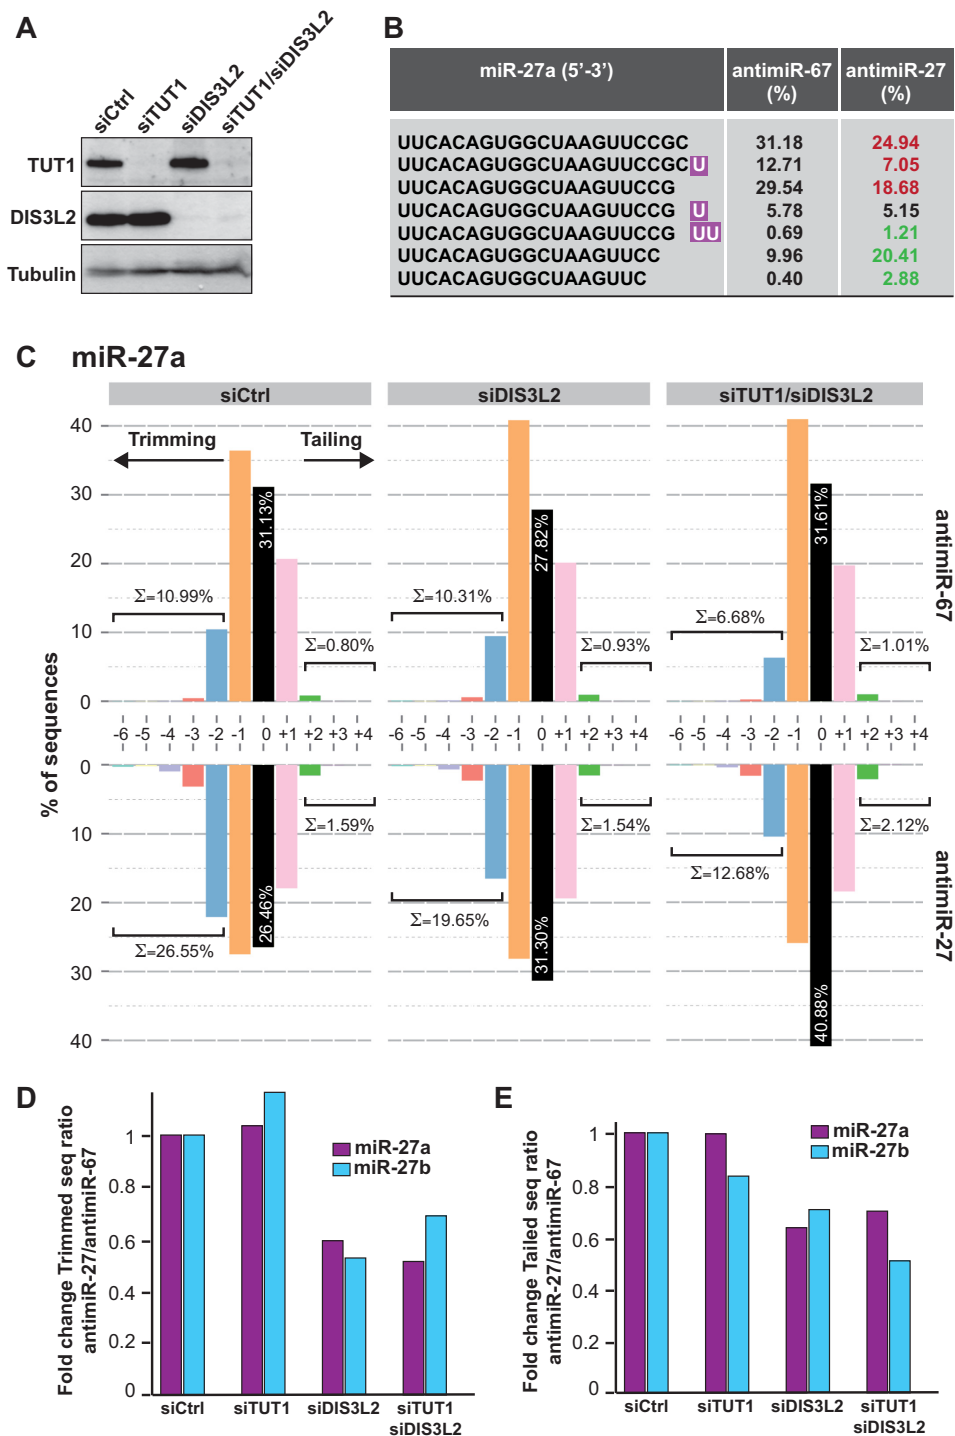 A
siCtrl
siTUT1
siDIS3L2
siTUT1/siDIS3L2
TUT1
DIS3L2
Tubulin
B
miR-27a (5'-3') antimiR-67 (%) antimiR-27 (%)
UUCACAGUGGCUAAGUUCCGC 31.18 24.94
UUCACAGUGGCUAAGUUCCGC U 12.71 7.05
UUCACAGUGGCUAAGUUCCG 29.54 18.68
UUCACAGUGGCUAAGUUCCG U 5.78 5.15
UUCACAGUGGCUAAGUUCCG UU 0.69 1.21
UUCACAGUGGCUAAGUUCC 9.96 20.41
UUCACAGUGGCUAAGUUC 0.40 2.88
C miR-27a
siCtrl siDIS3L2 siTUT1/siDIS3L2
% of sequences
40
30
20
10
0
Trimming Tailing
31.13%
Σ=10.99%
Σ=0.80%
27.82%
Σ=10.31%
Σ=0.93%
31.61%
Σ=6.68%
Σ=1.01%
antimiR-67
-6 -5 -4 -3 -2 -1 0 +1 +2 +3 +4
-6 -5 -4 -3 -2 -1 0 +1 +2 +3 +4
-6 -5 -4 -3 -2 -1 0 +1 +2 +3 +4
0
10
20
30
40
Σ=1.59%
26.46%
Σ=26.55%
Σ=1.54%
31.30%
Σ=19.65%
Σ=2.12%
40.88%
Σ=12.68%
antimiR-27
D
Fold change Trimmed seq ratio
antimiR-27/antimiR-67
1
0.8
0.6
0.4
0.2
0
miR-27a
miR-27b
siCtrl siTUT1 siDIS3L2 siTUT1
siDIS3L2
E
Fold change Tailed seq ratio
antimiR-27/antimiR-67
1
0.8
0.6
0.4
0.2
0
miR-27a
miR-27b
siCtrl siTUT1 siDIS3L2 siTUT1
siDIS3L2